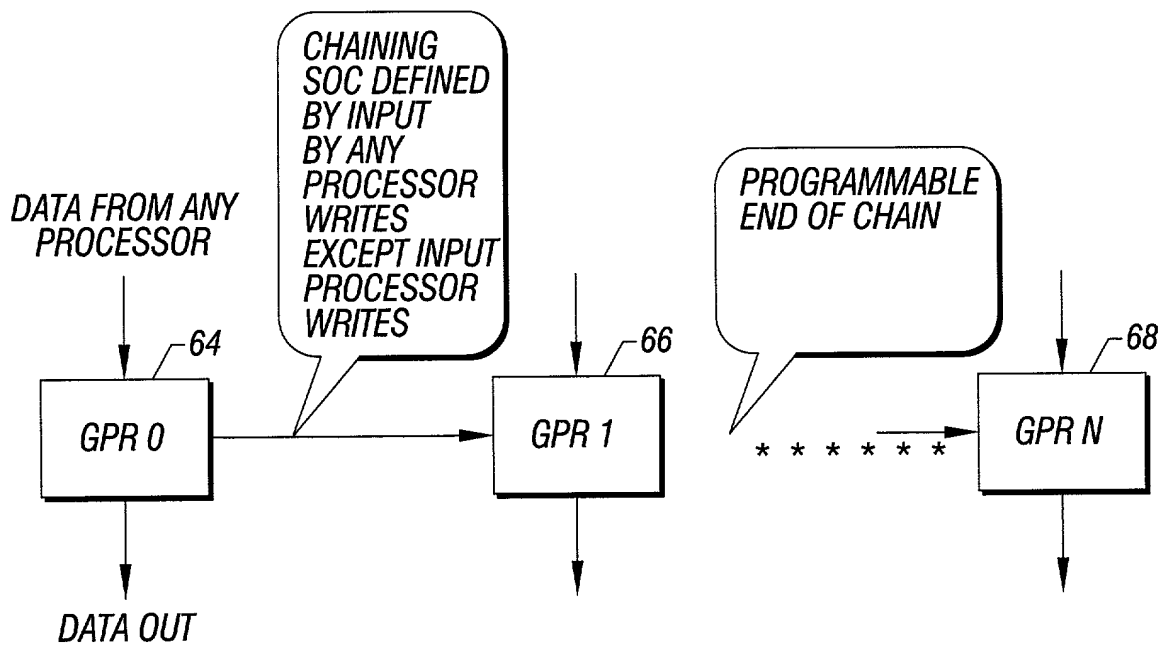 CHAINING
SOC DEFINED
BY INPUT
BY ANY
PROCESSOR
WRITES
EXCEPT INPUT
PROCESSOR
WRITES
PROGRAMMABLE
END OF CHAIN
DATA FROM ANY
PROCESSOR
64
66
68
GPR 0
GPR 1
* * * * * *
GPR N
DATA OUT